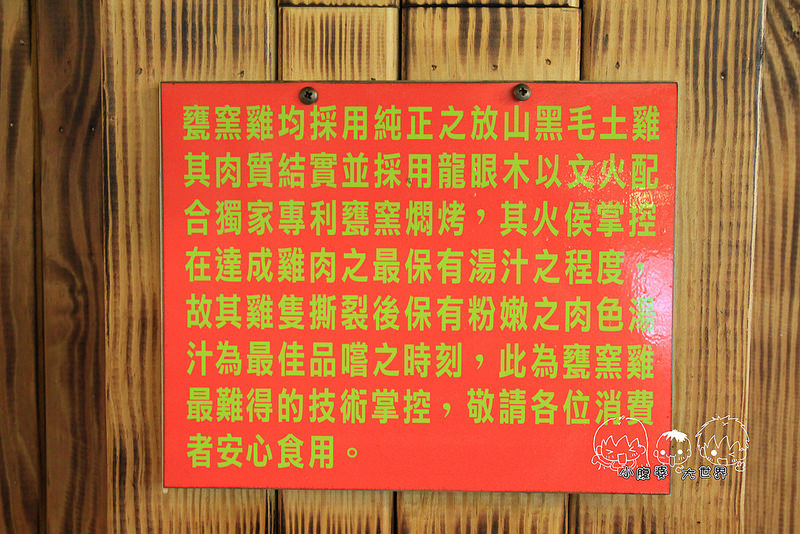 甕窯雞均採用純正之放山黑毛土雞
其肉質結實並採用龍眼木以文火配
合獨家專利甕窯燜烤，其火侯掌控
在達成雞肉之最保有湯汁之程度，
故其雞隻撕裂後保有粉嫩之肉色湯
汁為最佳品嚐之時刻，此為甕窯雞
最難得的技術掌控，敬請各位消費
者安心食用。
小腹婆 大世界